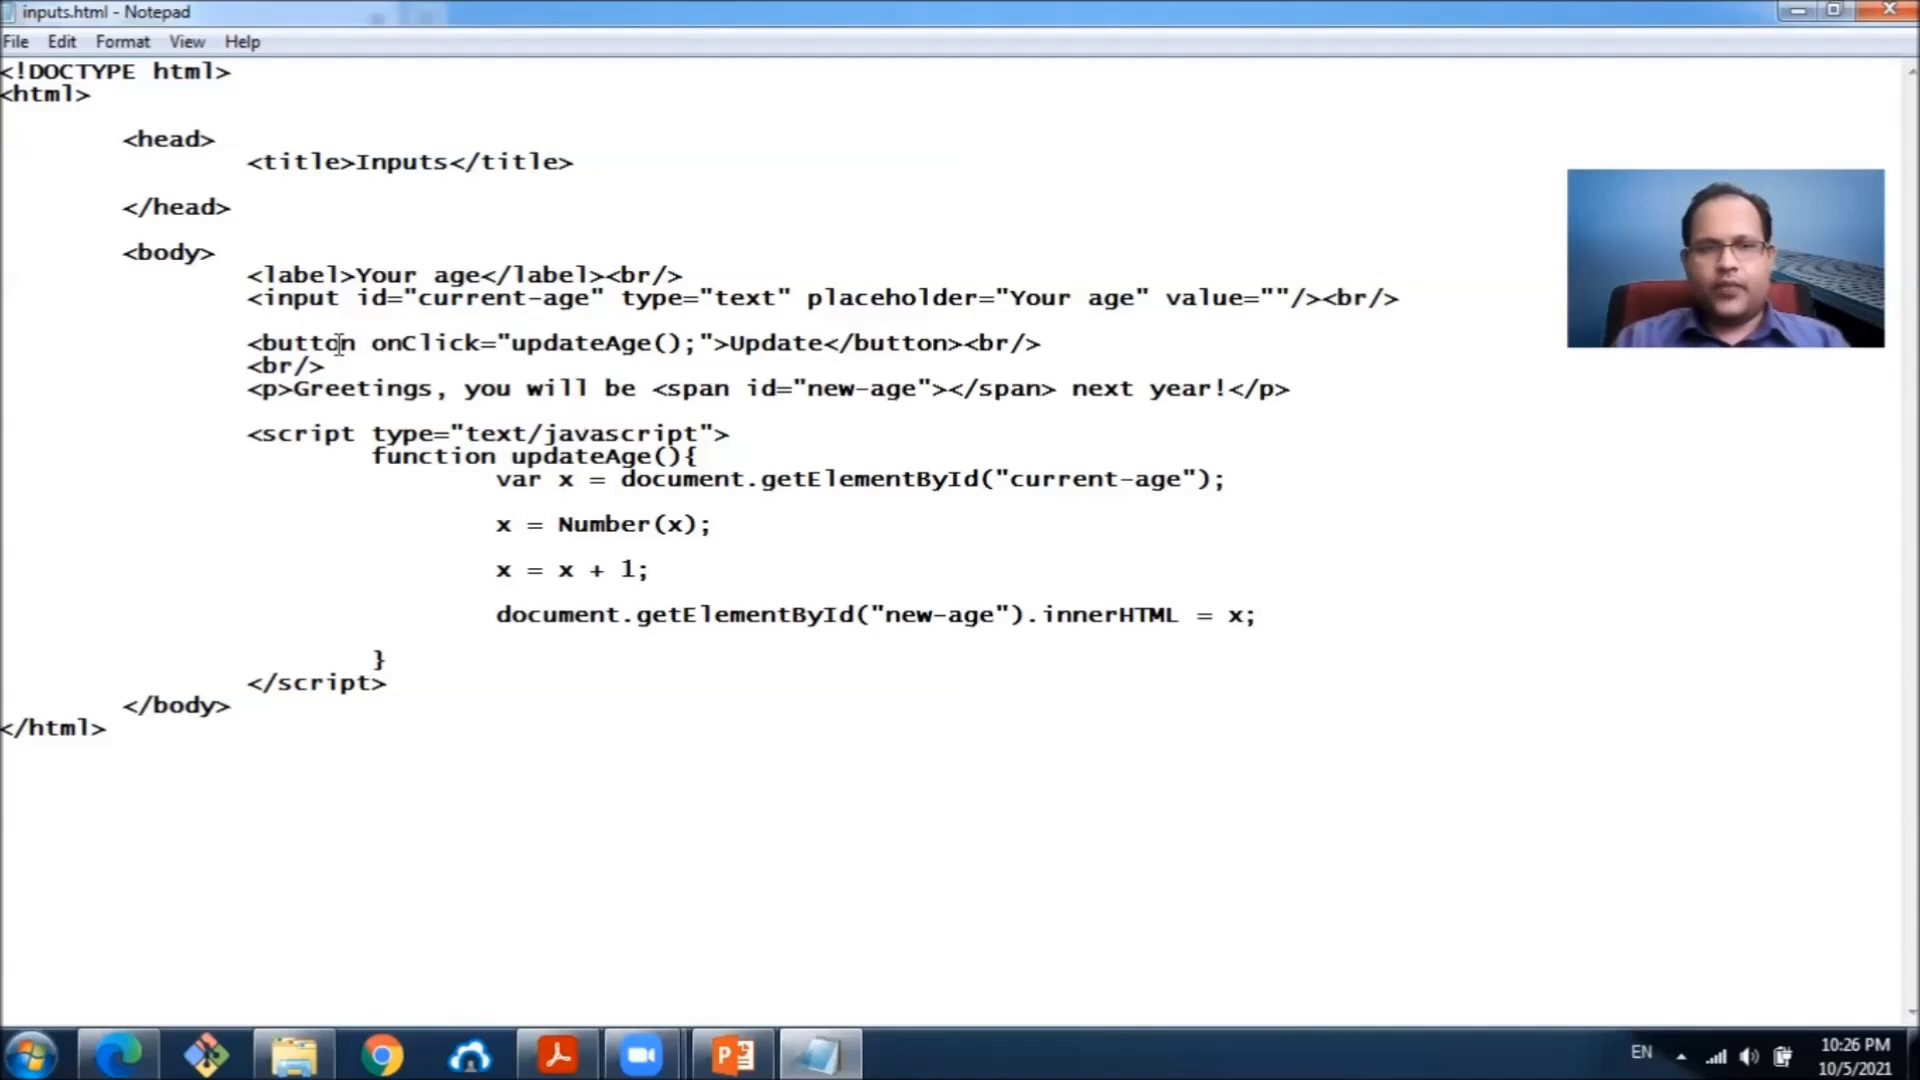 inputs.html - Notepad
File Edit Format View Help
<!DOCTYPE html>
<html>
<head>
<title>Inputs</title>
</head>
<body>
<label>Your age</label><br/>
<input id="current-age" type="text" placeholder="Your age" value=""/><br/>
<button onClick="updateAge();">Update</button><br/>
<br/>
<p>Greetings, you will be <span id="new-age"></span> next year!</p>
<script type="text/javascript">
function updateAge(){
var x = document.getElementById("current-age");
x = Number(x);
x = x + 1;
document.getElementById("new-age").innerHTML = x;
}
</script>
</body>
</html>
EN
10:26 PM
10/5/2021